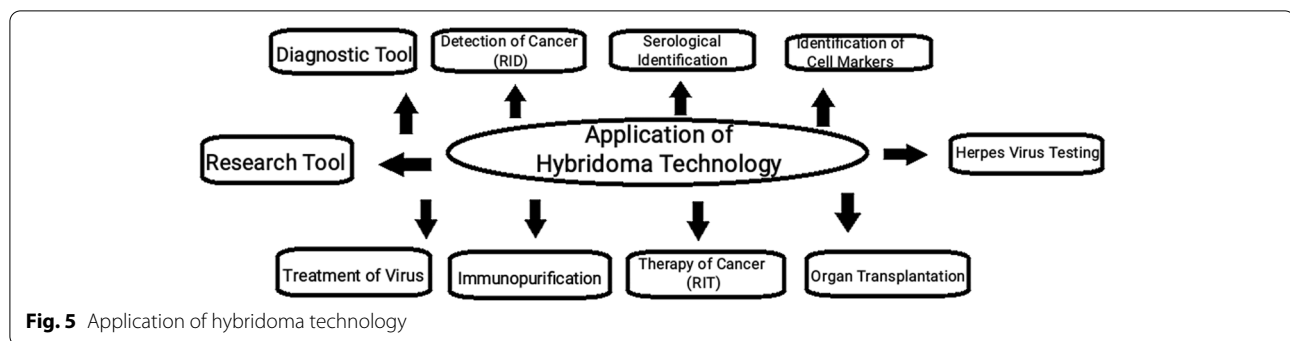 Diagnostic Tool
Detection of Cancer
(RID)
Serological
Identification
Identification of
Cell Markers
Application of
Hybridoma Technology
Research Tool
Herpes Virus Testing
Treatment of Virus
Immunopurification
Therapy of Cancer
(RIT)
Organ Transplantation
Fig. 5 Application of hybridoma technology